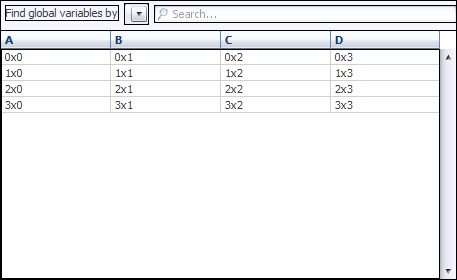 Find global variables by Search...
A B C D
0x0 0x1 0x2 0x3
1x0 1x1 1x2 1x3
2x0 2x1 2x2 2x3
3x0 3x1 3x2 3x3